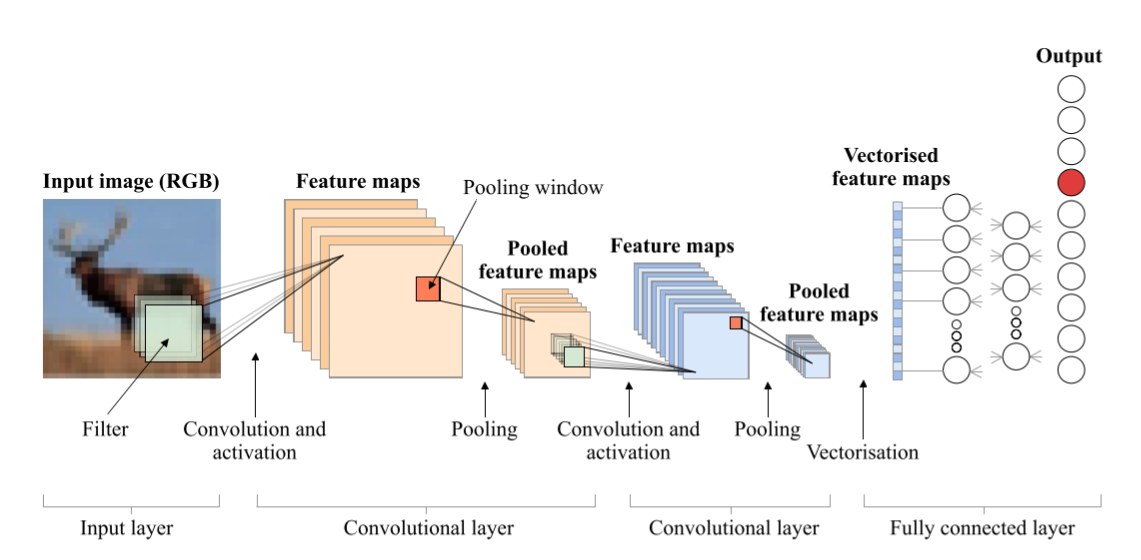 Output
Vectorised
feature maps
Input image (RGB)
Feature maps
Pooling window
Pooled
feature maps
Feature maps
Pooled
feature maps
Filter
Convolution and
activation
Pooling
Convolution and
activation
Pooling
Vectorisation
Input layer
Convolutional layer
Convolutional layer
Fully connected layer